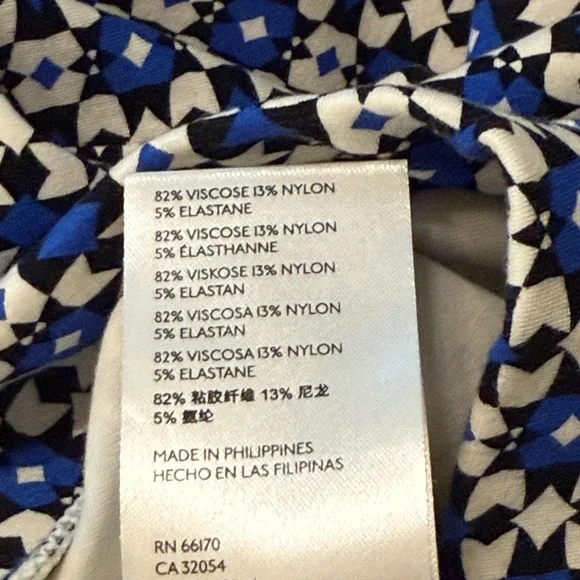 82% VISCOSE 13% NYLON
5% ELASTANE
82% VISCOSE 13% NYLON
5% ÉLASTHANNE
82% VISKOSE 13% NYLON
5% ELASTAN
82% VISCOSA 13% NYLON
5% ELASTAN
82% VISCOSA 13% NYLON
5% ELASTANE
82% 粘胶纤维 13% 尼龙
5% 氨纶
MADE IN PHILIPPINES
HECHO EN LAS FILIPINAS
RN 66170
CA 32054